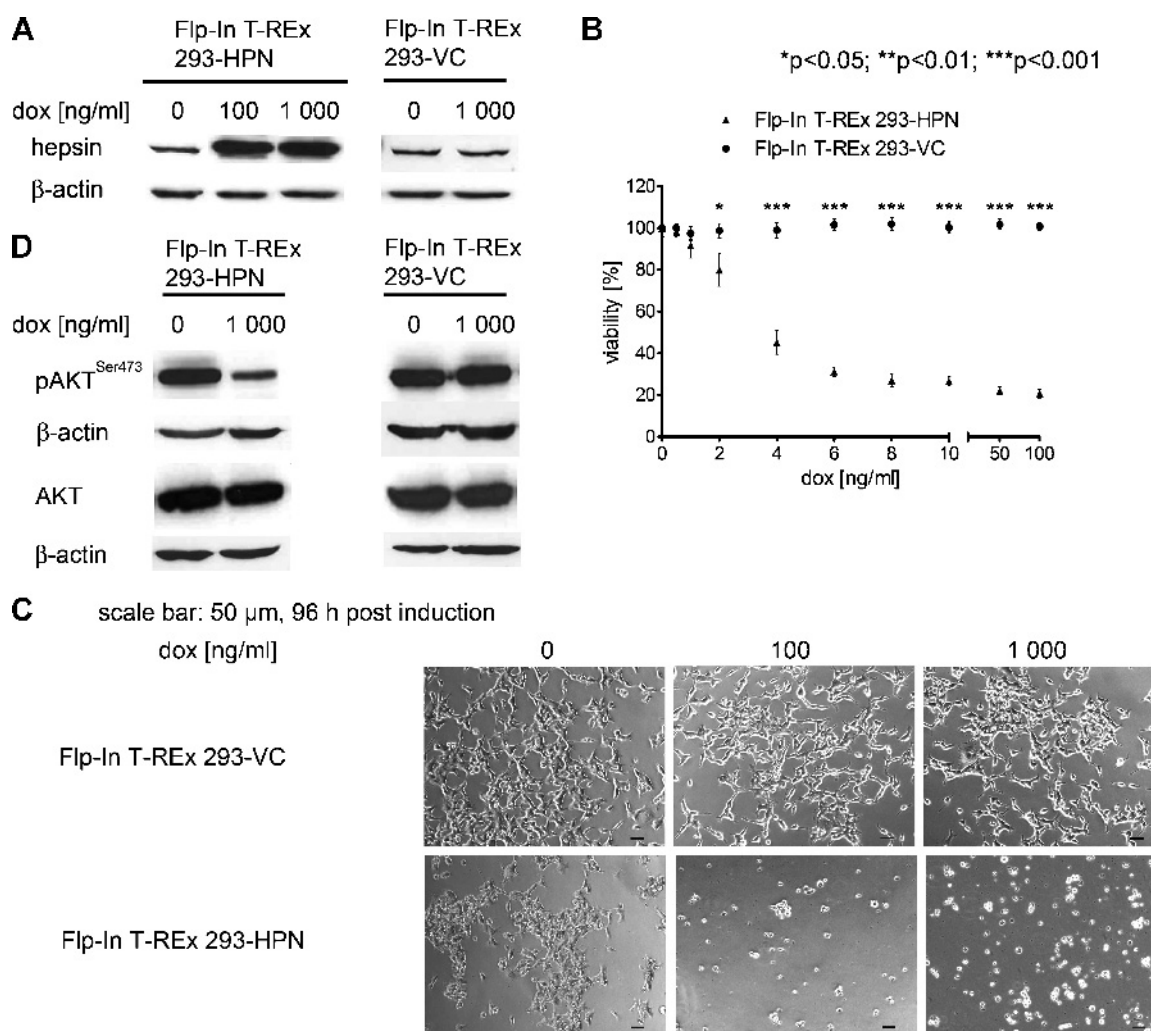 A
Flp-In T-REx
293-HPN
Flp-In T-REx
293-VC
dox [ng/ml]
0 100 1 000 0 1 000
hepsin
β-actin
B
*p<0.05; **p<0.01; ***p<0.001
Flp-In T-REx 293-HPN
Flp-In T-REx 293-VC
* *** *** *** *** *** ***
120
100
80
60
40
20
0
viability [%]
0 2 4 6 8 10 50 100
dox [ng/ml]
D
Flp-In T-REx
293-HPN
Flp-In T-REx
293-VC
dox [ng/ml]
0 1 000 0 1 000
pAKTSer473
β-actin
AKT
β-actin
C
scale bar: 50 µm, 96 h post induction
dox [ng/ml] 0 100 1 000
Flp-In T-REx 293-VC
Flp-In T-REx 293-HPN